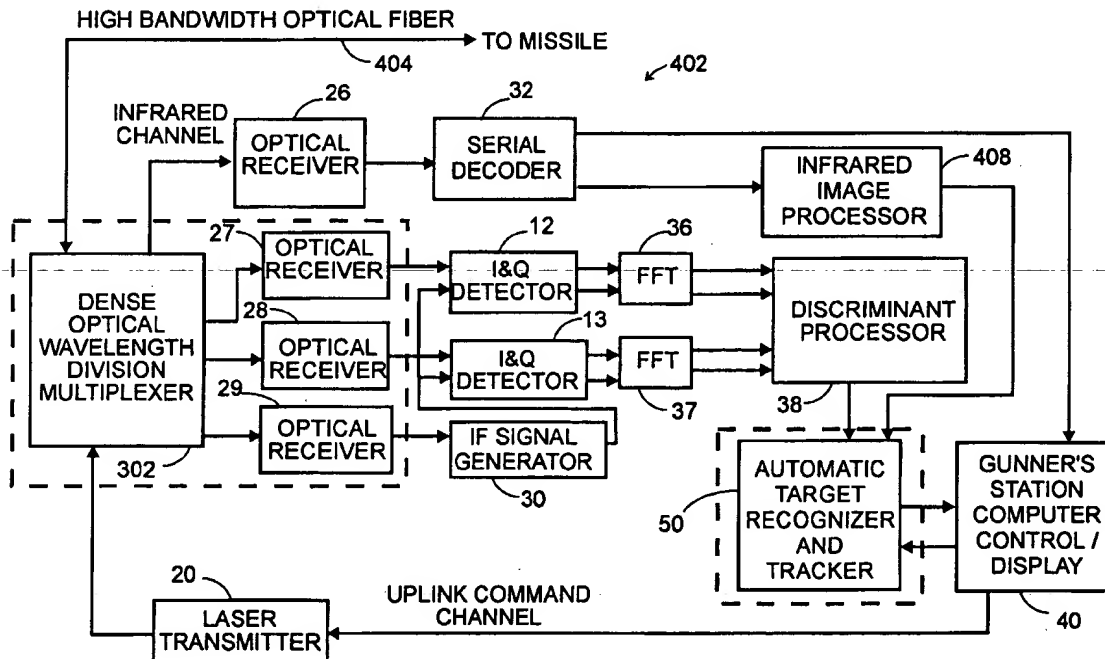 HIGH BANDWIDTH OPTICAL FIBER
TO MISSILE
404
402
INFRARED
CHANNEL
26
OPTICAL
RECEIVER
32
SERIAL
DECODER
INFRARED
IMAGE
PROCESSOR
408
27
OPTICAL
RECEIVER
12
I&Q
DETECTOR
36
FFT
DISCRIMINANT
PROCESSOR
38
DENSE
OPTICAL
WAVELENGTH
DIVISION
MULTIPLEXER
302
28
OPTICAL
RECEIVER
13
I&Q
DETECTOR
FFT
37
29
OPTICAL
RECEIVER
IF SIGNAL
GENERATOR
30
50
AUTOMATIC
TARGET
RECOGNIZER
AND
TRACKER
GUNNER'S
STATION
COMPUTER
CONTROL /
DISPLAY
40
20
LASER
TRANSMITTER
UPLINK COMMAND
CHANNEL